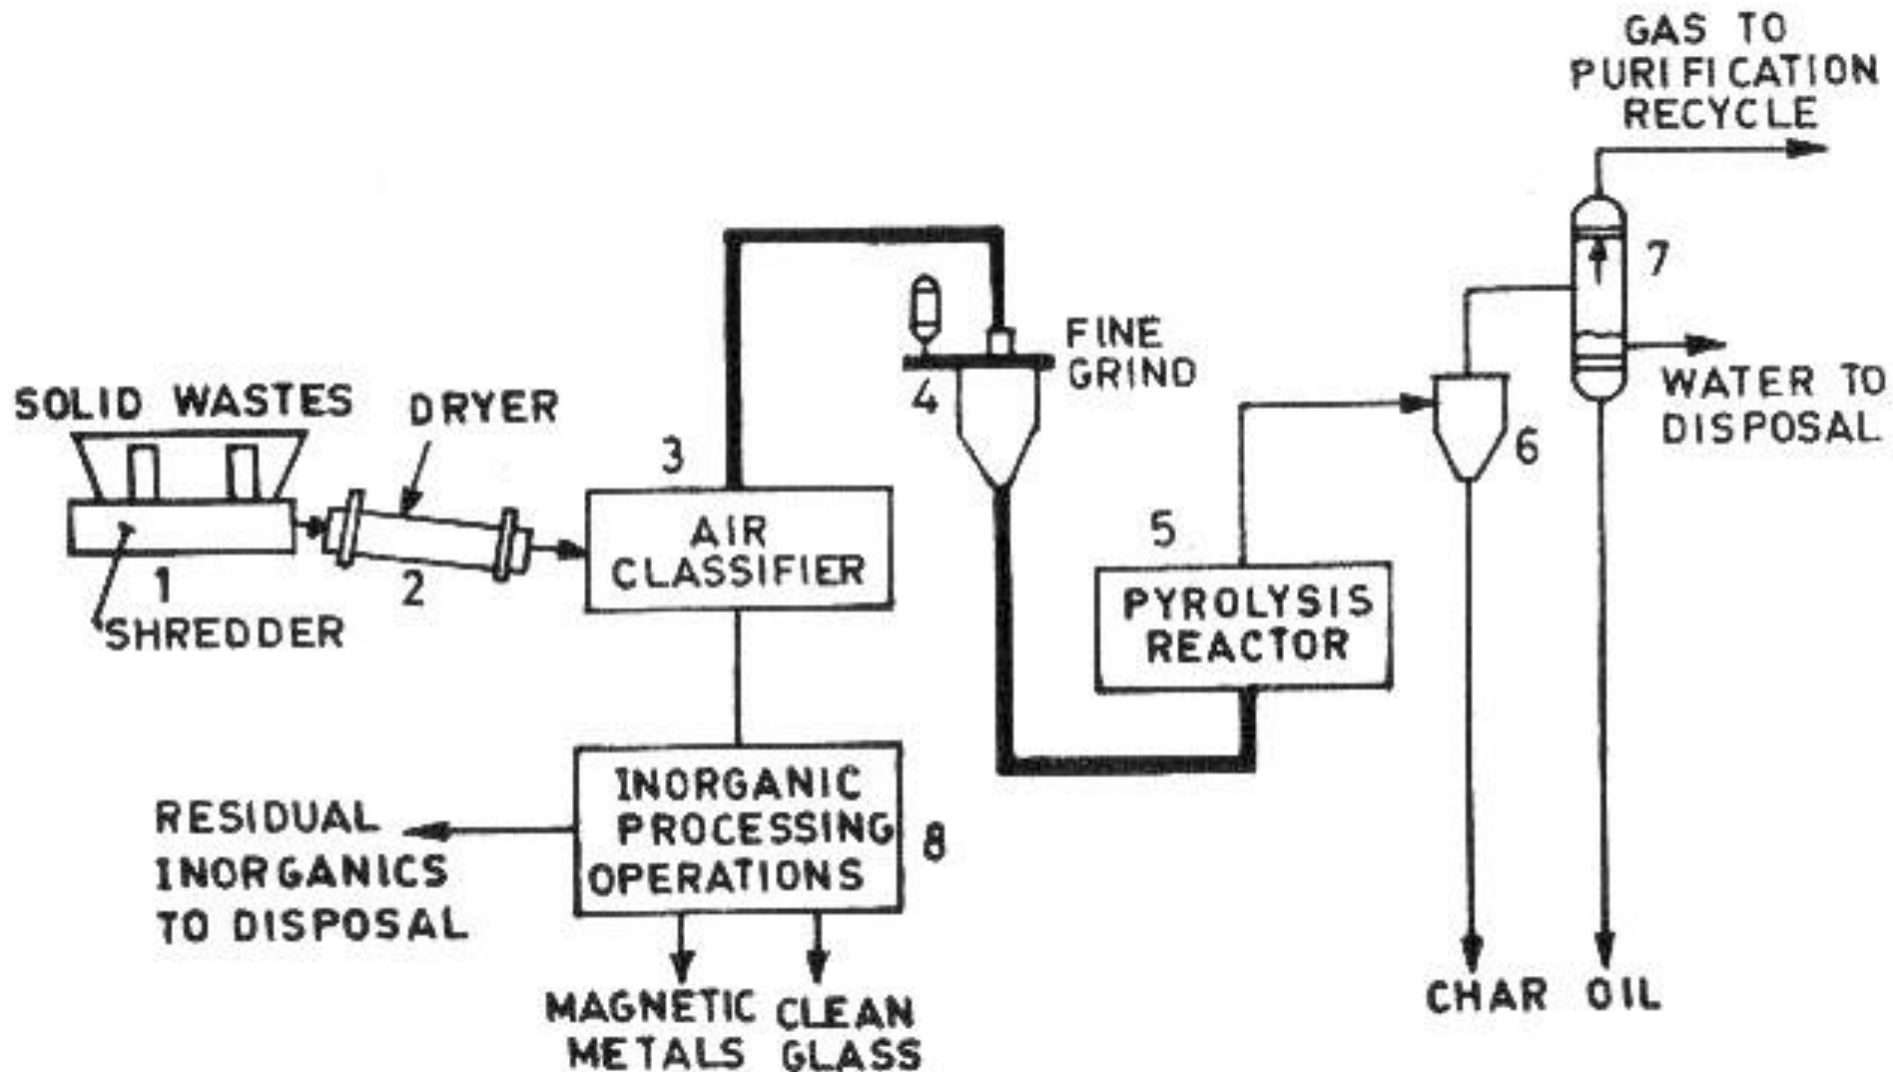 GAS TO
PURIFICATION
RECYCLE
7
WATER TO
DISPOSAL
FINE
GRIND
4
6
SOLID WASTES
DRYER
3
AIR
CLASSIFIER
1
2
SHREDDER
5
PYROLYSIS
REACTOR
INORGANIC
PROCESSING
OPERATIONS
8
RESIDUAL
INORGANICS
TO DISPOSAL
MAGNETIC
METALS
CLEAN
GLASS
CHAR
OIL